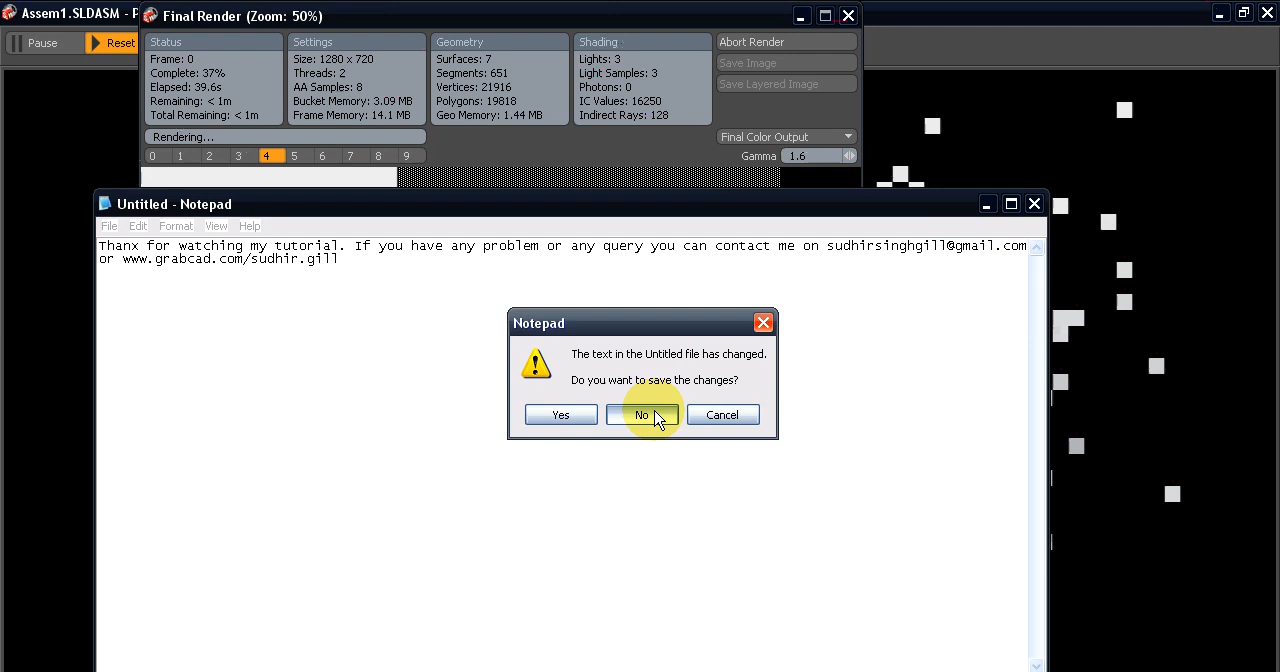 Assem1.SLDASM - P
Final Render (Zoom: 50%)
Pause
Reset
Status
Frame: 0
Complete: 37%
Elapsed: 39.6s
Remaining: < 1m
Total Remaining: < 1m
Settings
Size: 1280 x 720
Threads: 2
AA Samples: 8
Bucket Memory: 3.09 MB
Frame Memory: 14.1 MB
Geometry
Surfaces: 7
Segments: 651
Vertices: 21916
Polygons: 19818
Geo Memory: 1.44 MB
Shading
Lights: 3
Light Samples: 3
Photons: 0
IC Values: 16250
Indirect Rays: 128
Abort Render
Save Image
Save Layered Image
Rendering...
Final Color Output
0 1 2 3 4 5 6 7 8 9
Gamma 1.6
Untitled - Notepad
File Edit Format View Help
Thanx for watching my tutorial. If you have any problem or any query you can contact me on sudhirsinghgill@gmail.com
or www.grabcad.com/sudhir.gill
Notepad
The text in the Untitled file has changed.
Do you want to save the changes?
Yes No Cancel